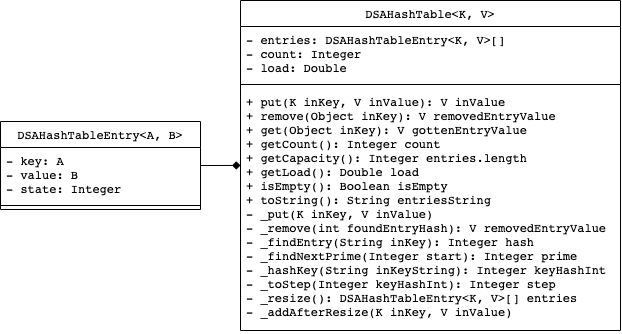 DSAHashTable<K, V>
- entries: DSAHashTableEntry<K, V>[]
- count: Integer
- load: Double
+ put(K inKey, V inValue): V inValue
+ remove(Object inKey): V removedEntryValue
+ get(Object inKey): V gottenEntryValue
+ getCount(): Integer count
+ getCapacity(): Integer entries.length
+ getLoad(): Double load
+ isEmpty(): Boolean isEmpty
+ toString(): String entriesString
- _put(K inKey, V inValue)
- _remove(int foundEntryHash): V removedEntryValue
- _findEntry(String inKey): Integer hash
- _findNextPrime(Integer start): Integer prime
- _hashKey(String inKeyString): Integer keyHashInt
- _toStep(Integer keyHashInt): Integer step
- _resize(): DSAHashTableEntry<K, V>[] entries
- _addAfterResize(K inKey, V inValue)
DSAHashTableEntry<A, B>
- key: A
- value: B
- state: Integer